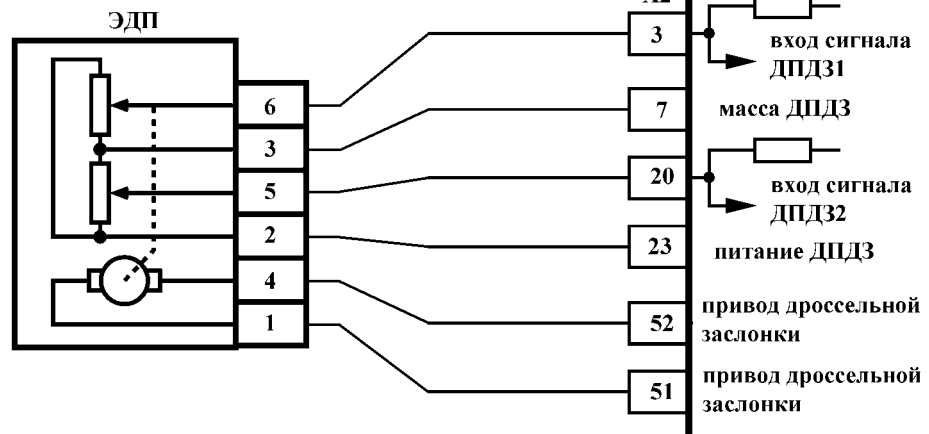 ЭДП
A2
3
вход сигнала
ДПДЗ1
6
7
масса ДПДЗ
3
5
20
вход сигнала
ДПДЗ2
2
23
питание ДПДЗ
4
52
привод дроссельной
заслонки
1
51
привод дроссельной
заслонки